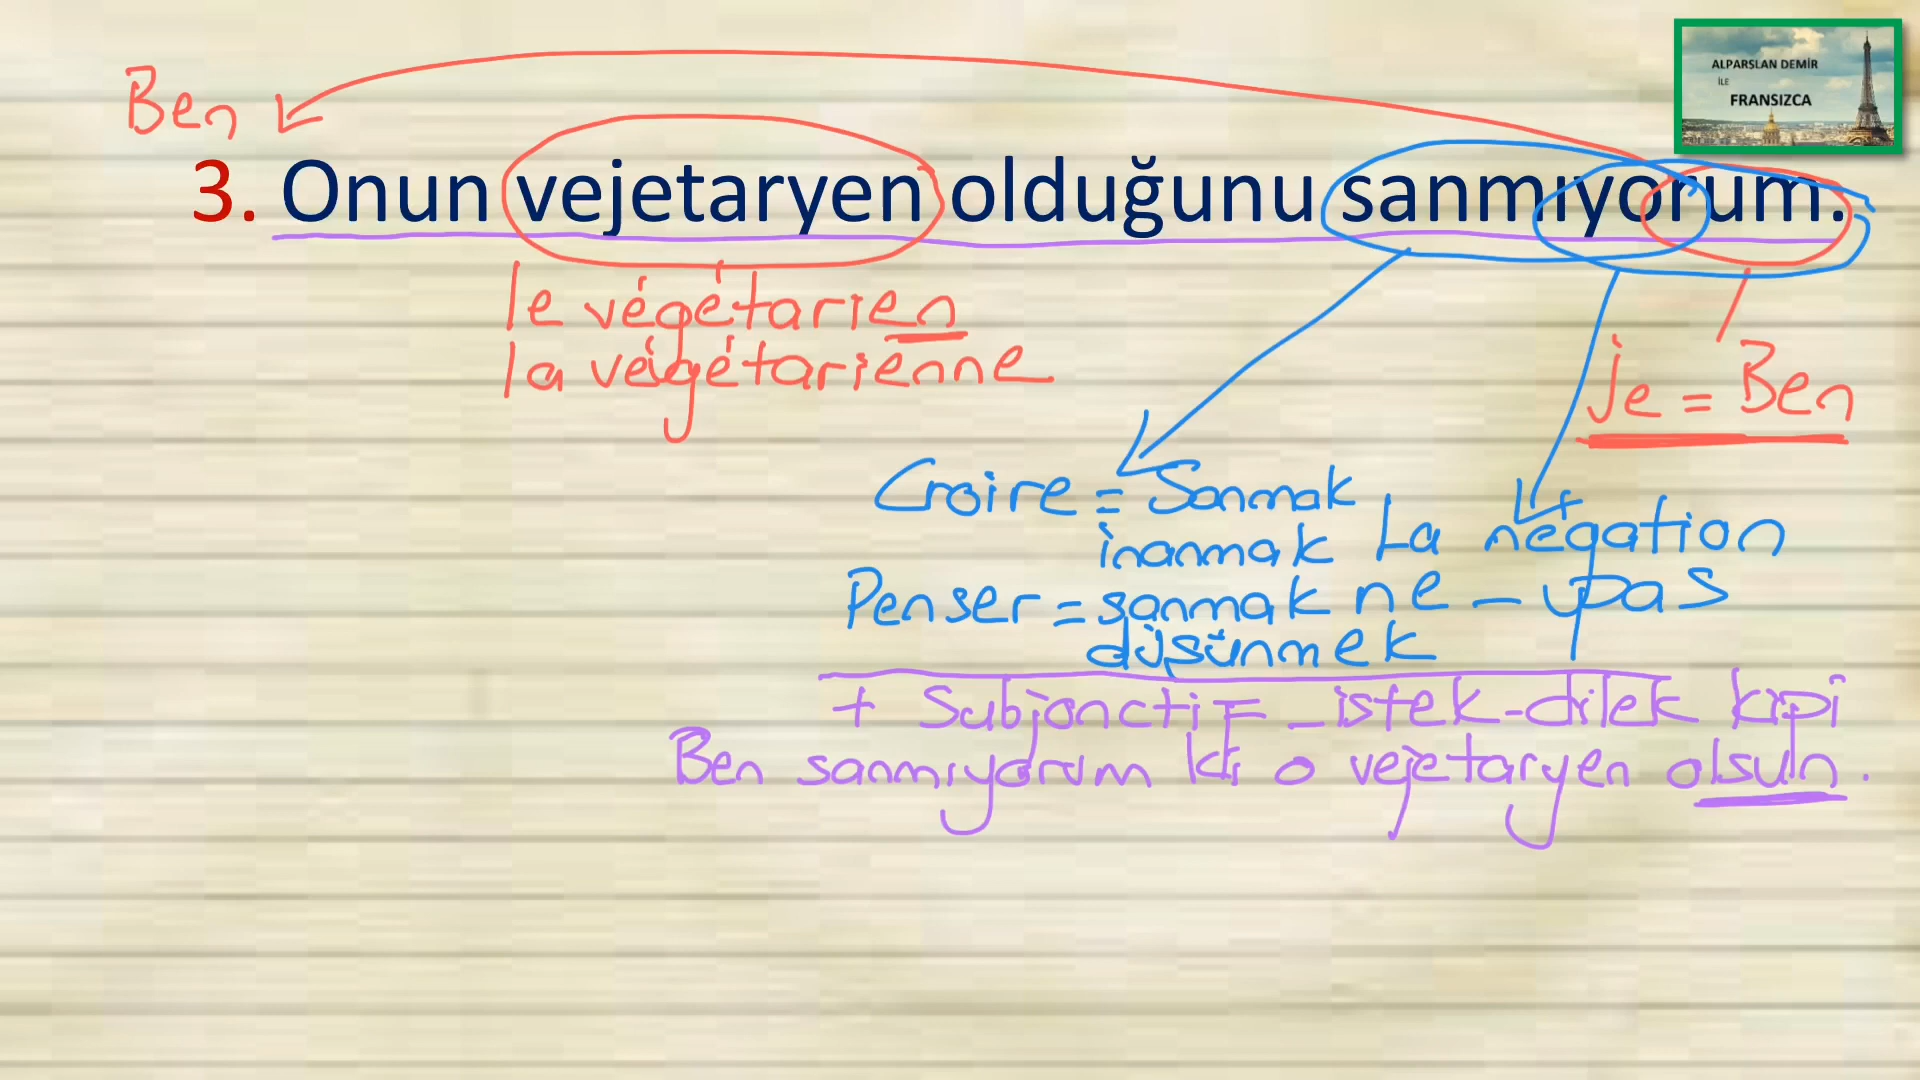 ALPARSLAN DEMİR
İLE
FRANSIZCA
Ben
3. Onun vejetaryen olduğunu sanmıyorum.
le végétarien
la végétarienne
je = Ben
Croire = Sanmak
inanmak
La négation
Penser = sanmak
ne - pas
düşünmek
+ Subjonctif - istek-dilek kipi
Ben sanmıyorum ki o vejetaryen olsun.